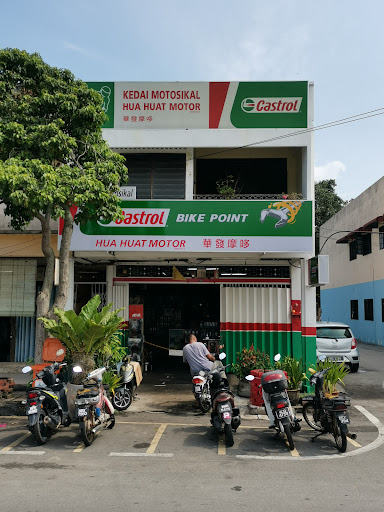 KEDAI MOTOSIKAL
HUA HUAT MOTOR
華發摩哆
Castrol
Castrol BIKE POINT
HUA HUAT MOTOR 華發摩哆